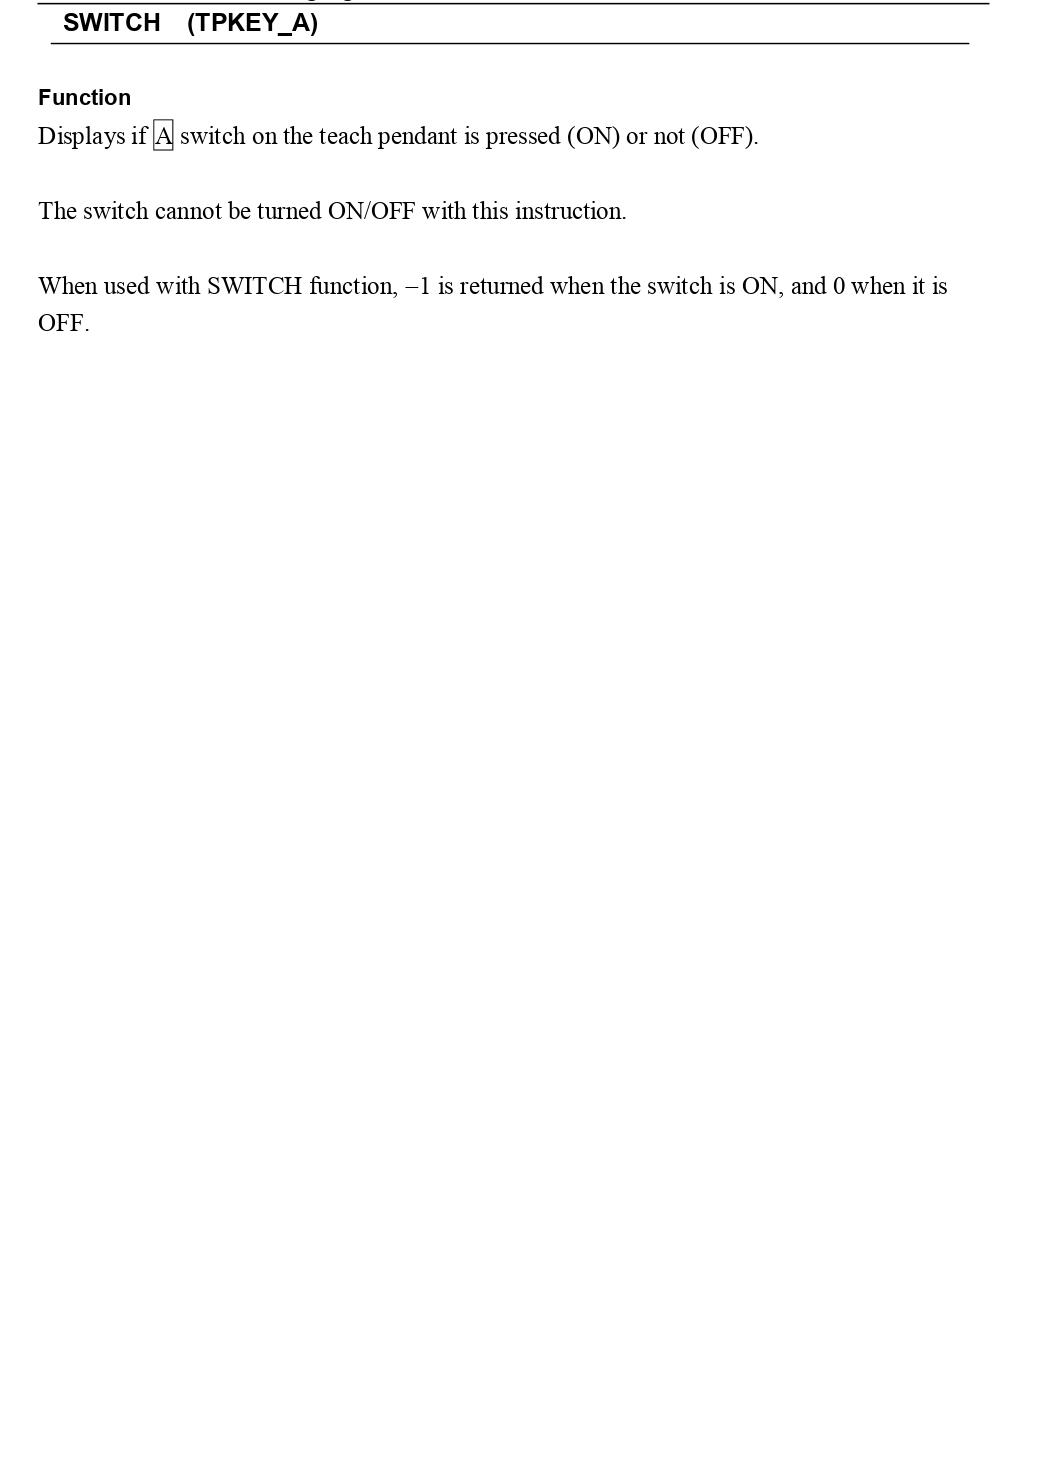 SWITCH (TPKEY_A)
Function
Displays if A switch on the teach pendant is pressed (ON) or not (OFF).
The switch cannot be turned ON/OFF with this instruction.
When used with SWITCH function, –1 is returned when the switch is ON, and 0 when it is
OFF.